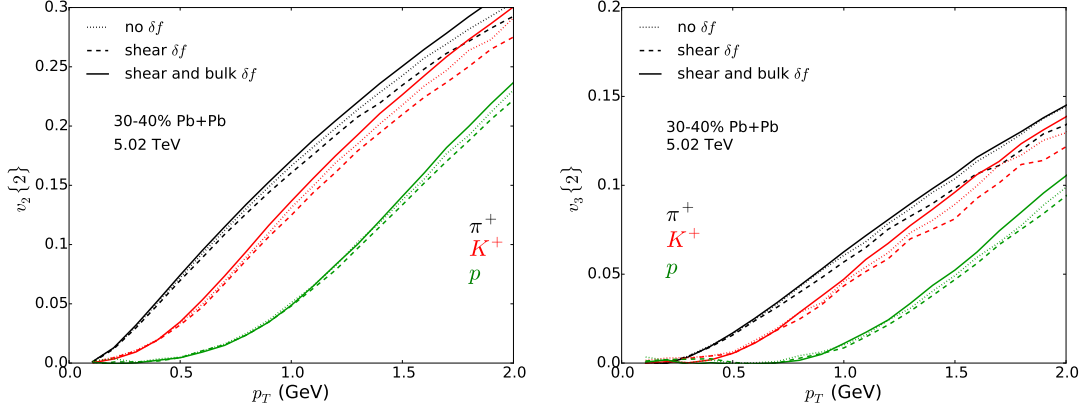 0.3
0.25
0.2
0.15
0.1
0.05
0.0
v₂{2}
no δf
shear δf
shear and bulk δf
30-40% Pb+Pb
5.02 TeV
π⁺
K⁺
p
0.0 0.5 1.0 1.5 2.0
p_T (GeV)
0.2
0.15
0.1
0.05
0.00
v₃{2}
no δf
shear δf
shear and bulk δf
30-40% Pb+Pb
5.02 TeV
π⁺
K⁺
p
0.0 0.5 1.0 1.5 2.0
p_T (GeV)